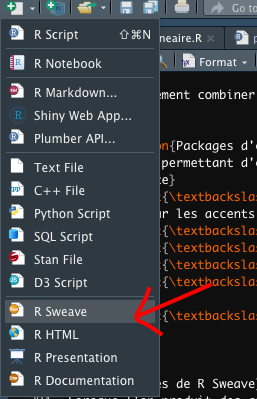 Go to
R Script ⇧⌘N
neaire.R
R Notebook
Format
R Markdown...
ement combiner
Shiny Web App...
Plumber API...
on{Packages d'
permettant d'
Text File
te}
C++ File
{\textbackslas
Python Script
ur les accents
{\textbackslas
SQL Script
{\textbackslas
Stan File
{\textbackslas
D3 Script
{\textbackslas
R Sweave
{\textbackslas
R HTML
R Presentation
R Documentation
es de R Sweave}